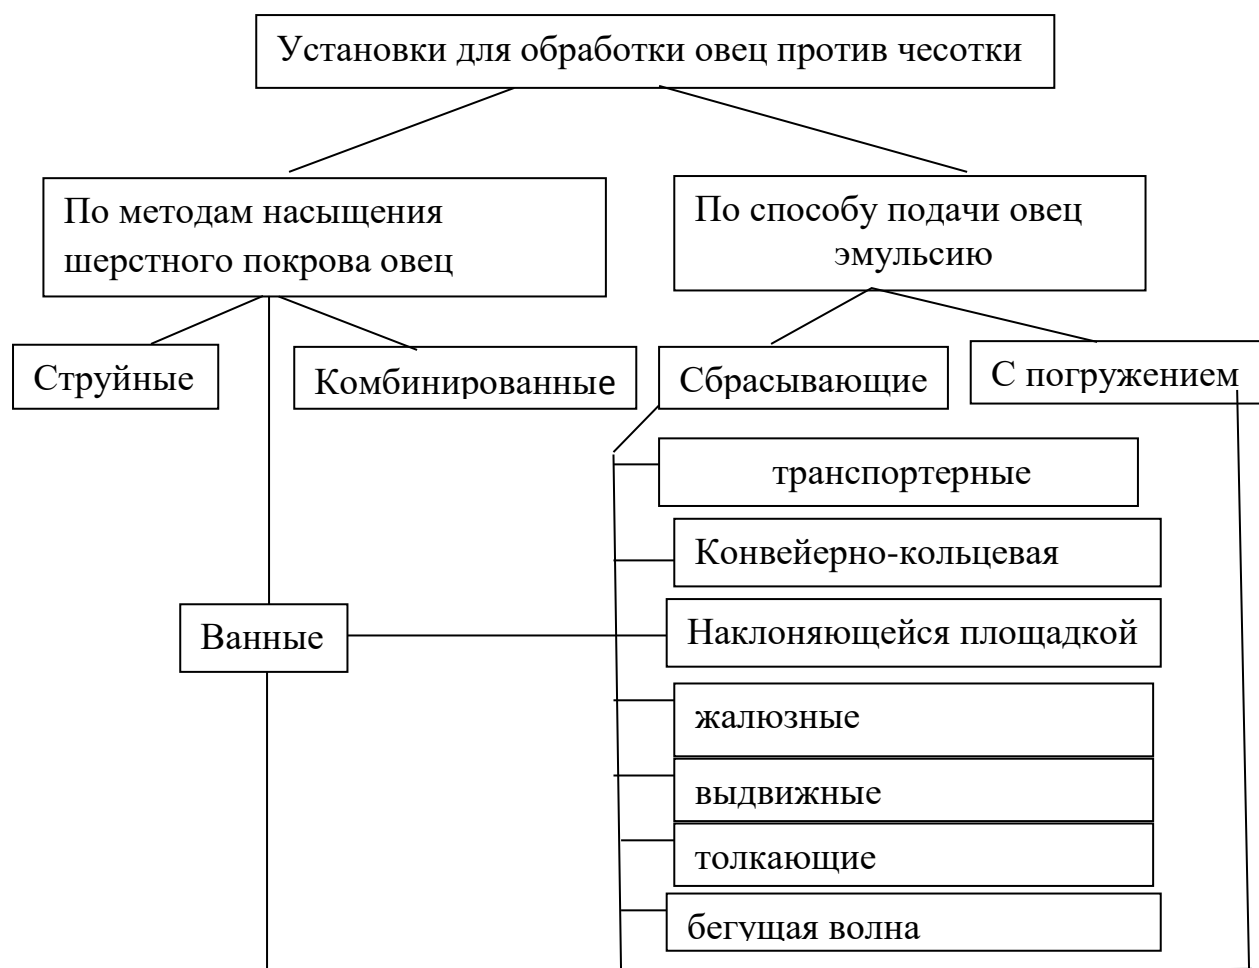 Установки для обработки овец против чесотки
По методам насыщения
шерстного покрова овец
По способу подачи овец
эмульсию
Струйные
Комбинированные
Сбрасывающие
С погружением
транспортерные
Конвейерно-кольцевая
Ванные
Наклоняющейся площадкой
жалюзные
выдвижные
толкающие
бегущая волна